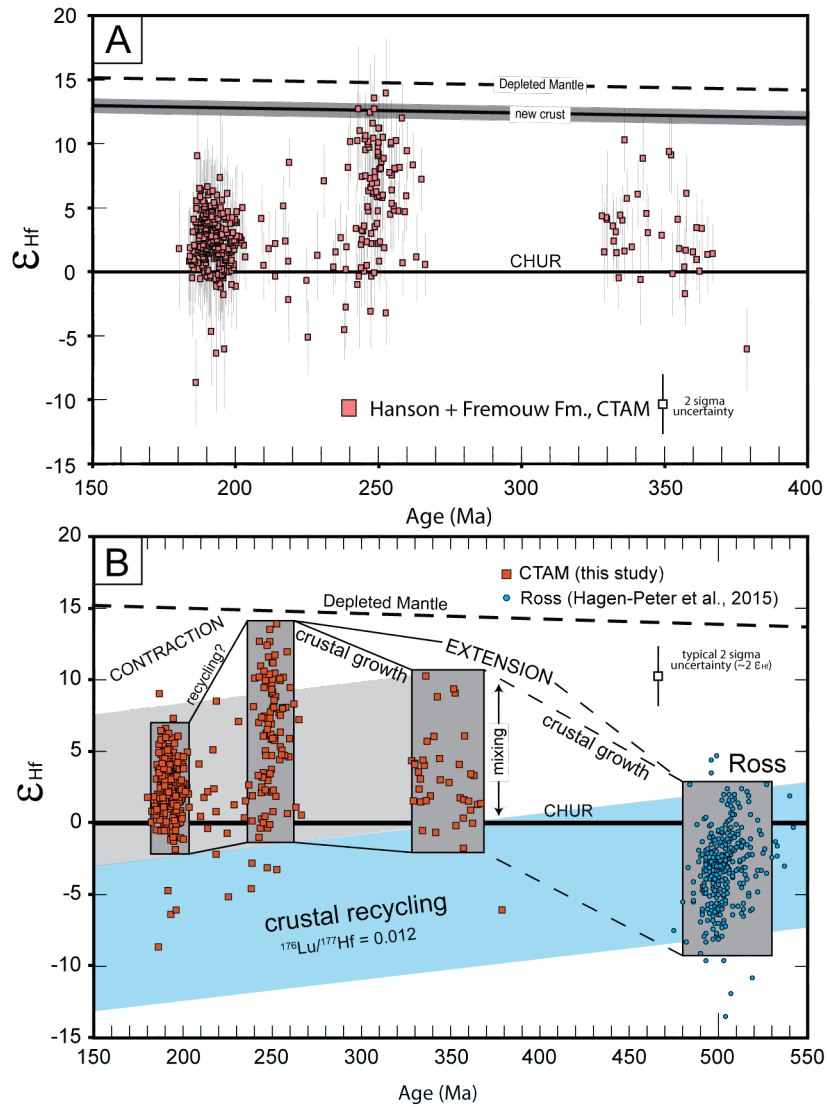 A
20
15
10
5
0
-5
-10
-15
εHf
Depleted Mantle
new crust
CHUR
Hanson + Fremouw Fm., CTAM
2 sigma
uncertainty
150
200
250
300
350
400
Age (Ma)
B
20
15
10
5
0
-5
-10
-15
εHf
CTAM (this study)
Ross (Hagen-Peter et al., 2015)
Depleted Mantle
typical 2 sigma
uncertainty (~2 εHf)
CONTRACTION
recycling?
crustal growth
EXTENSION
crustal growth
mixing
Ross
CHUR
crustal recycling
¹⁷⁶Lu/¹⁷⁷Hf = 0.012
150
200
250
300
350
400
450
500
550
Age (Ma)